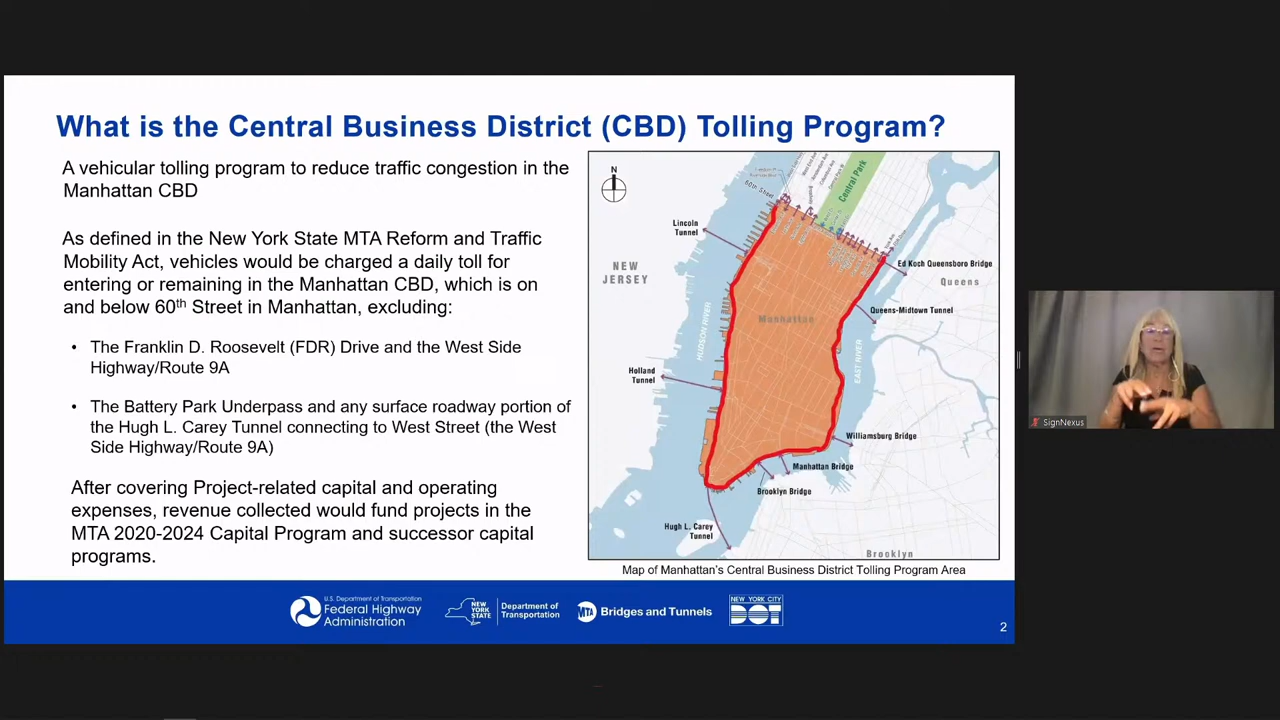 What is the Central Business District (CBD) Tolling Program?
A vehicular tolling program to reduce traffic congestion in the
Manhattan CBD
As defined in the New York State MTA Reform and Traffic
Mobility Act, vehicles would be charged a daily toll for
entering or remaining in the Manhattan CBD, which is on
and below 60th Street in Manhattan, excluding:
• The Franklin D. Roosevelt (FDR) Drive and the West Side
Highway/Route 9A
• The Battery Park Underpass and any surface roadway portion of
the Hugh L. Carey Tunnel connecting to West Street (the West
Side Highway/Route 9A)
After covering Project-related capital and operating
expenses, revenue collected would fund projects in the
MTA 2020-2024 Capital Program and successor capital
programs.
N
60th Street
Central Park
Lincoln
Tunnel
NEW
JERSEY
HUDSON RIVER
Manhattan
Ed Koch Queensboro Bridge
Queens
Queens-Midtown Tunnel
EAST RIVER
Holland
Tunnel
Williamsburg Bridge
Manhattan Bridge
Brooklyn Bridge
Hugh L. Carey
Tunnel
Brooklyn
Map of Manhattan's Central Business District Tolling Program Area
U.S. Department of Transportation
Federal Highway
Administration
NEW
YORK
STATE
Department of
Transportation
MTA
Bridges and Tunnels
NEW YORK CITY
DOT
2
SignNexus